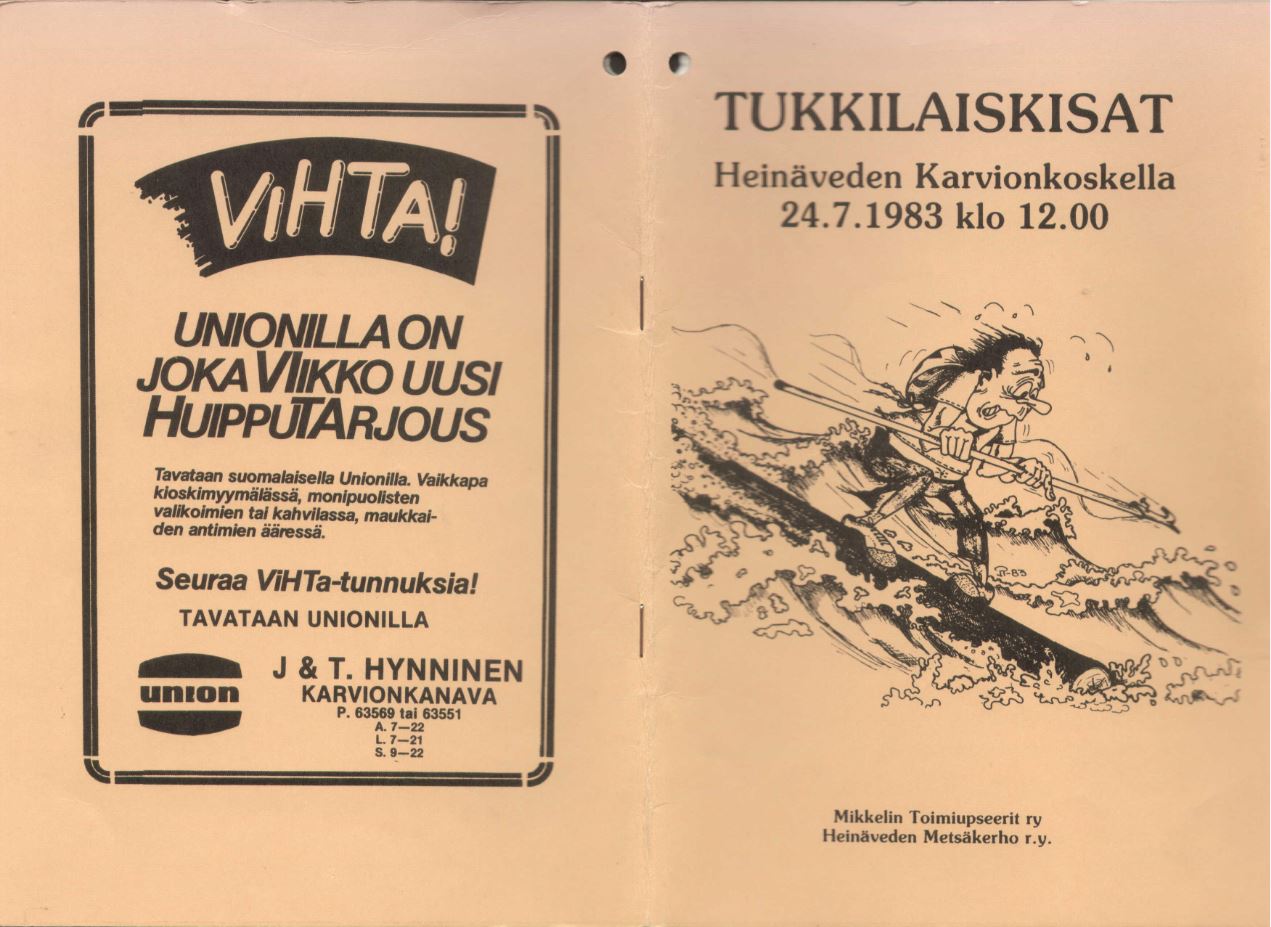 ViHTA!
UNIONILLA ON
JOKA VIIKKO UUSI
HUIPPUTARJOUS
Tavataan suomalaisella Unionilla. Vaikkapa
kioskimyymälässä, monipuolisten
valikoimien tai kahvilassa, maukkai-
den antimien ääressä.
Seuraa ViHTa-tunnuksia!
TAVATAAN UNIONILLA
union
J & T. HYNNINEN
KARVIONKANAVA
P. 63569 tai 63551
A. 7—22
L. 7—21
S. 9—22
TUKKILAISKISAT
Heinäveden Karvionkoskella
24.7.1983 klo 12.00
Mikkelin Toimiupseerit ry
Heinäveden Metsäkerho r.y.